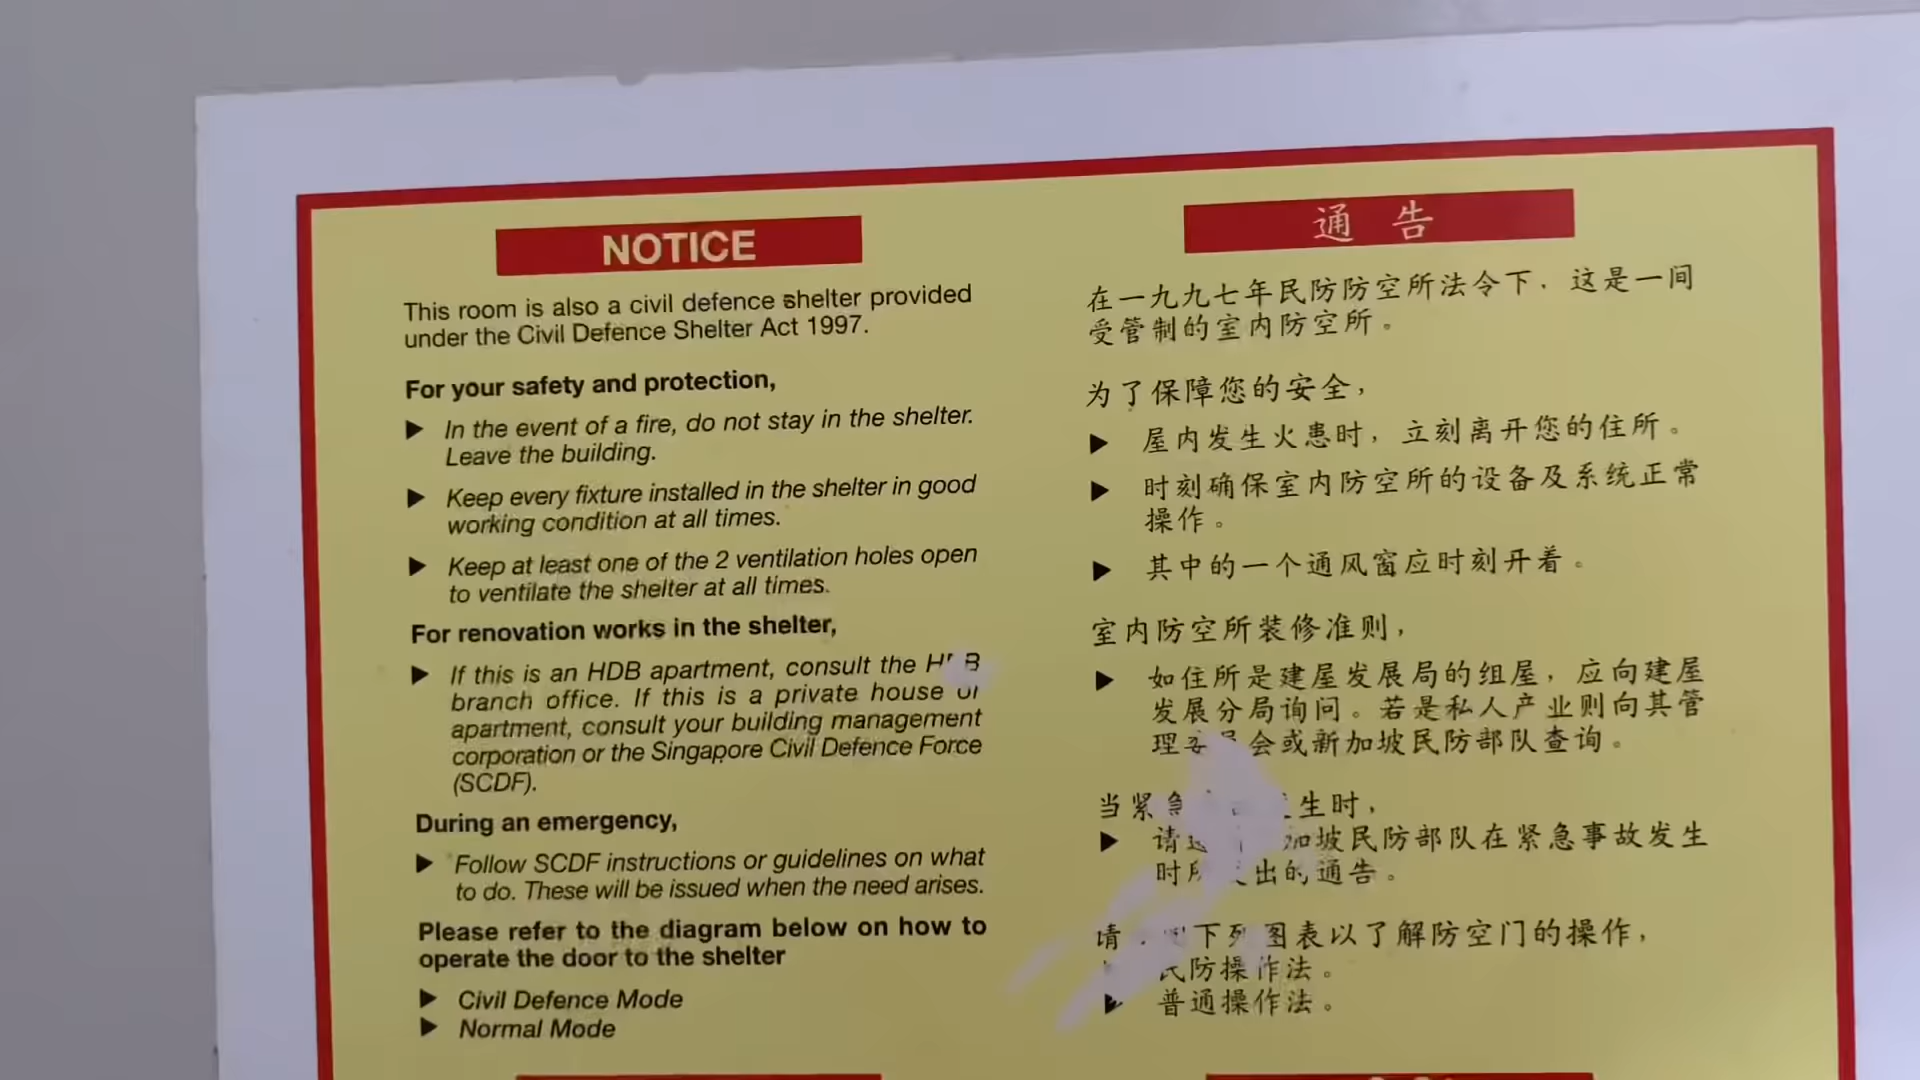 NOTICE
This room is also a civil defence shelter provided
under the Civil Defence Shelter Act 1997.
For your safety and protection,
▶ In the event of a fire, do not stay in the shelter.
Leave the building.
▶ Keep every fixture installed in the shelter in good
working condition at all times.
▶ Keep at least one of the 2 ventilation holes open
to ventilate the shelter at all times.
For renovation works in the shelter,
▶ If this is an HDB apartment, consult the
branch office. If this is a private house or
apartment, consult your building management
corporation or the Singapore Civil Defence Force
(SCDF).
During an emergency,
▶ Follow SCDF instructions or guidelines on what
to do. These will be issued when the need arises.
Please refer to the diagram below on how to
operate the door to the shelter
▶ Civil Defence Mode
▶ Normal Mode
通 告
在一九九七年民防防空所法令下，这是一间
受管制的室内防空所。
为了保障您的安全，
▶ 屋内发生火患时，立刻离开您的住所。
▶ 时刻确保室内防空所的设备及系统正常
操作。
▶ 其中的一个通风窗应时刻开着。
室内防空所装修准则，
▶ 如住所是建屋发展局的组屋，应向建屋
发展分局询问。若是私人产业则向其管
理委员会或新加坡民防部队查询。
当紧急 生时，
▶ 请 加坡民防部队在紧急事故发生
时 出的通告。
请 下列图表以了解防空门的操作，
民防操作法。
▶ 普通操作法。